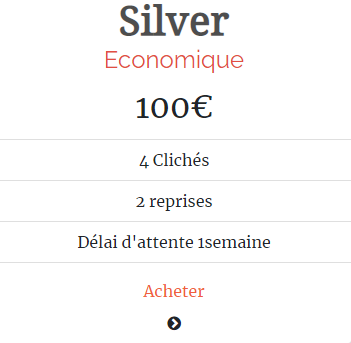 Silver
Economique
100€
4 Clichés
2 reprises
Délai d'attente 1semaine
Acheter